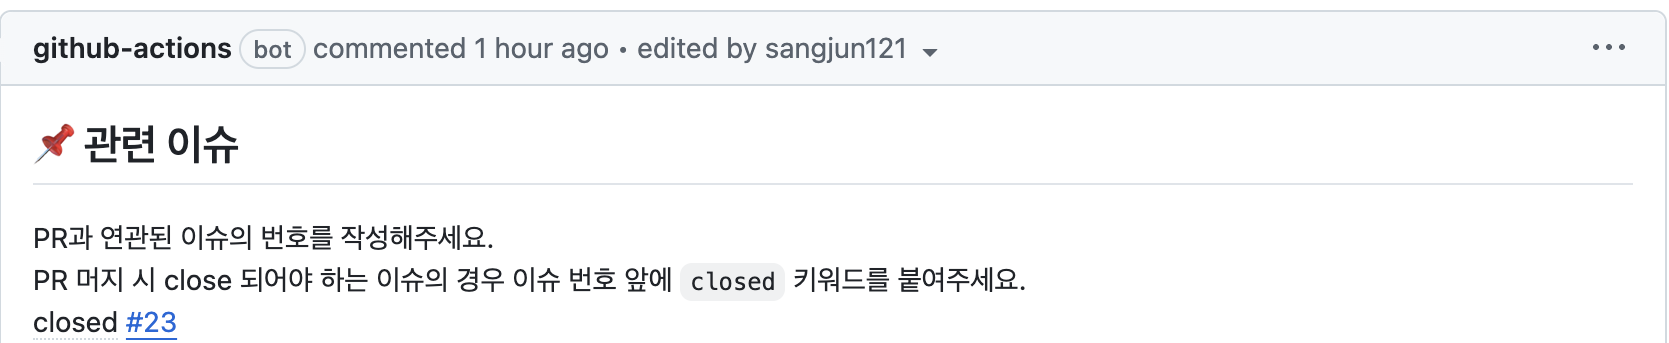 github-actions bot commented 1 hour ago • edited by sangjun121
📌 관련 이슈
PR과 연관된 이슈의 번호를 작성해주세요.
PR 머지 시 close 되어야 하는 이슈의 경우 이슈 번호 앞에 closed 키워드를 붙여주세요.
closed #23